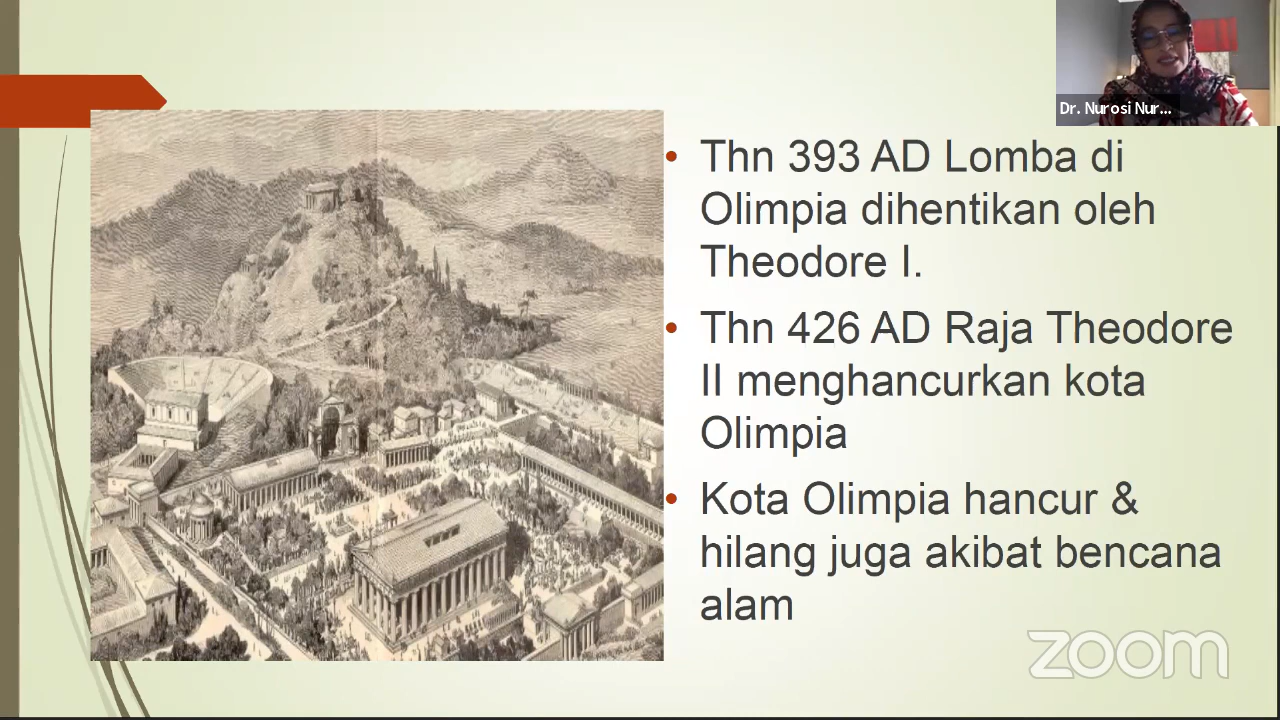 Dr. Nurosi Nur...
• Thn 393 AD Lomba di
Olimpia dihentikan oleh
Theodore I.
• Thn 426 AD Raja Theodore
II menghancurkan kota
Olimpia
• Kota Olimpia hancur &
hilang juga akibat bencana
alam
zoom